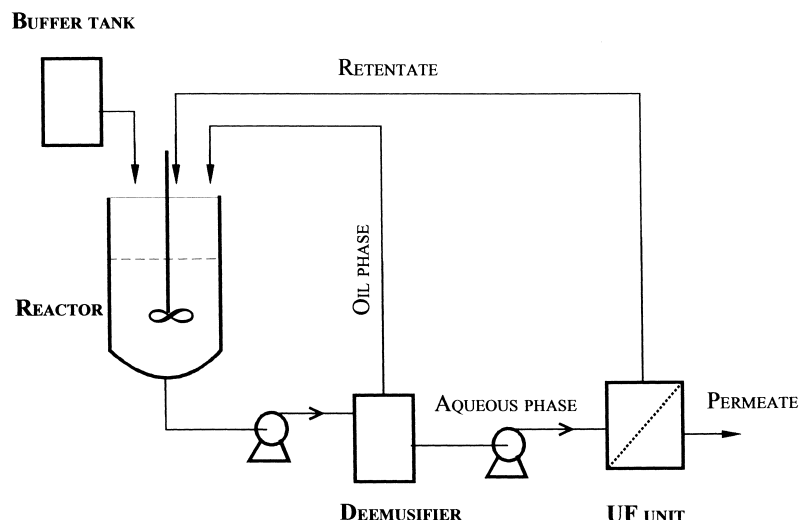 BUFFER TANK
RETENTATE
OIL PHASE
REACTOR
AQUEOUS PHASE
PERMEATE
DEEMUSIFIER
UF UNIT